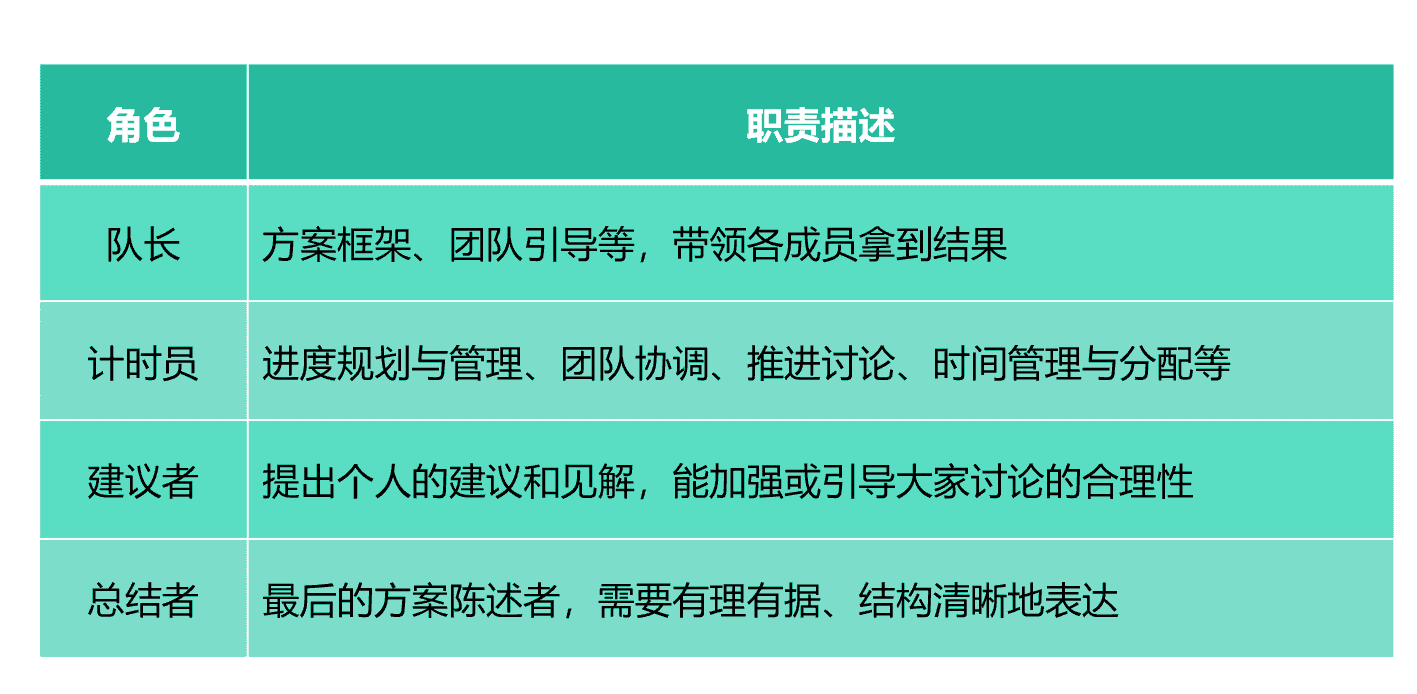 角色
职责描述
队长
方案框架、团队引导等，带领各成员拿到结果
计时员
进度规划与管理、团队协调、推进讨论、时间管理与分配等
建议者
提出个人的建议和见解，能加强或引导大家讨论的合理性
总结者
最后的方案陈述者，需要有理有据、结构清晰地表达